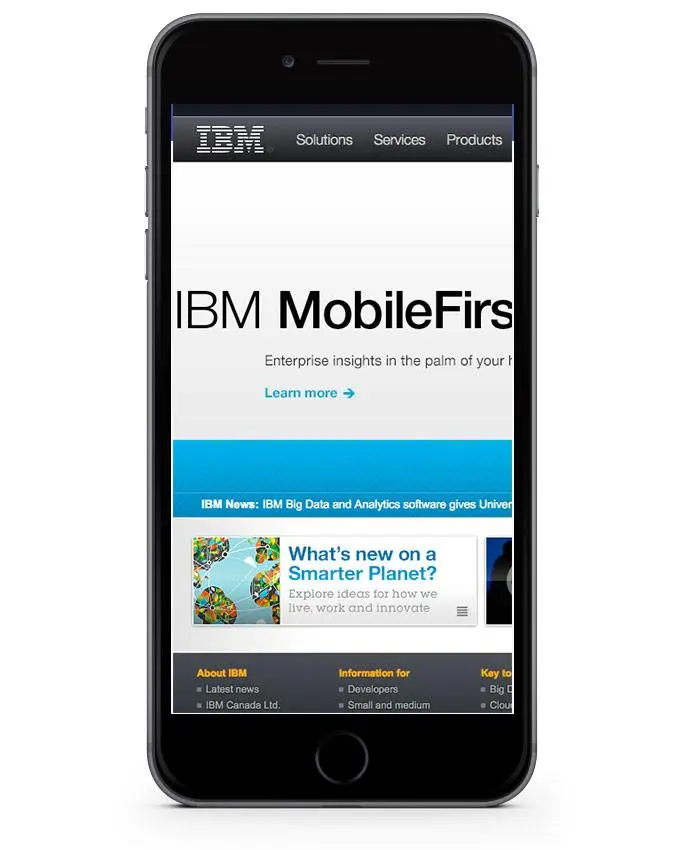 IBM
Solutions Services Products
IBM MobileFirs
Enterprise insights in the palm of your h
Learn more →
IBM News: IBM Big Data and Analytics software gives Univer
What's new on a
Smarter Planet?
Explore ideas for how we
live, work and innovate
About IBM
Latest news
IBM Canada Ltd.
Information for
Developers
Small and medium
Key to
Big D
Clou